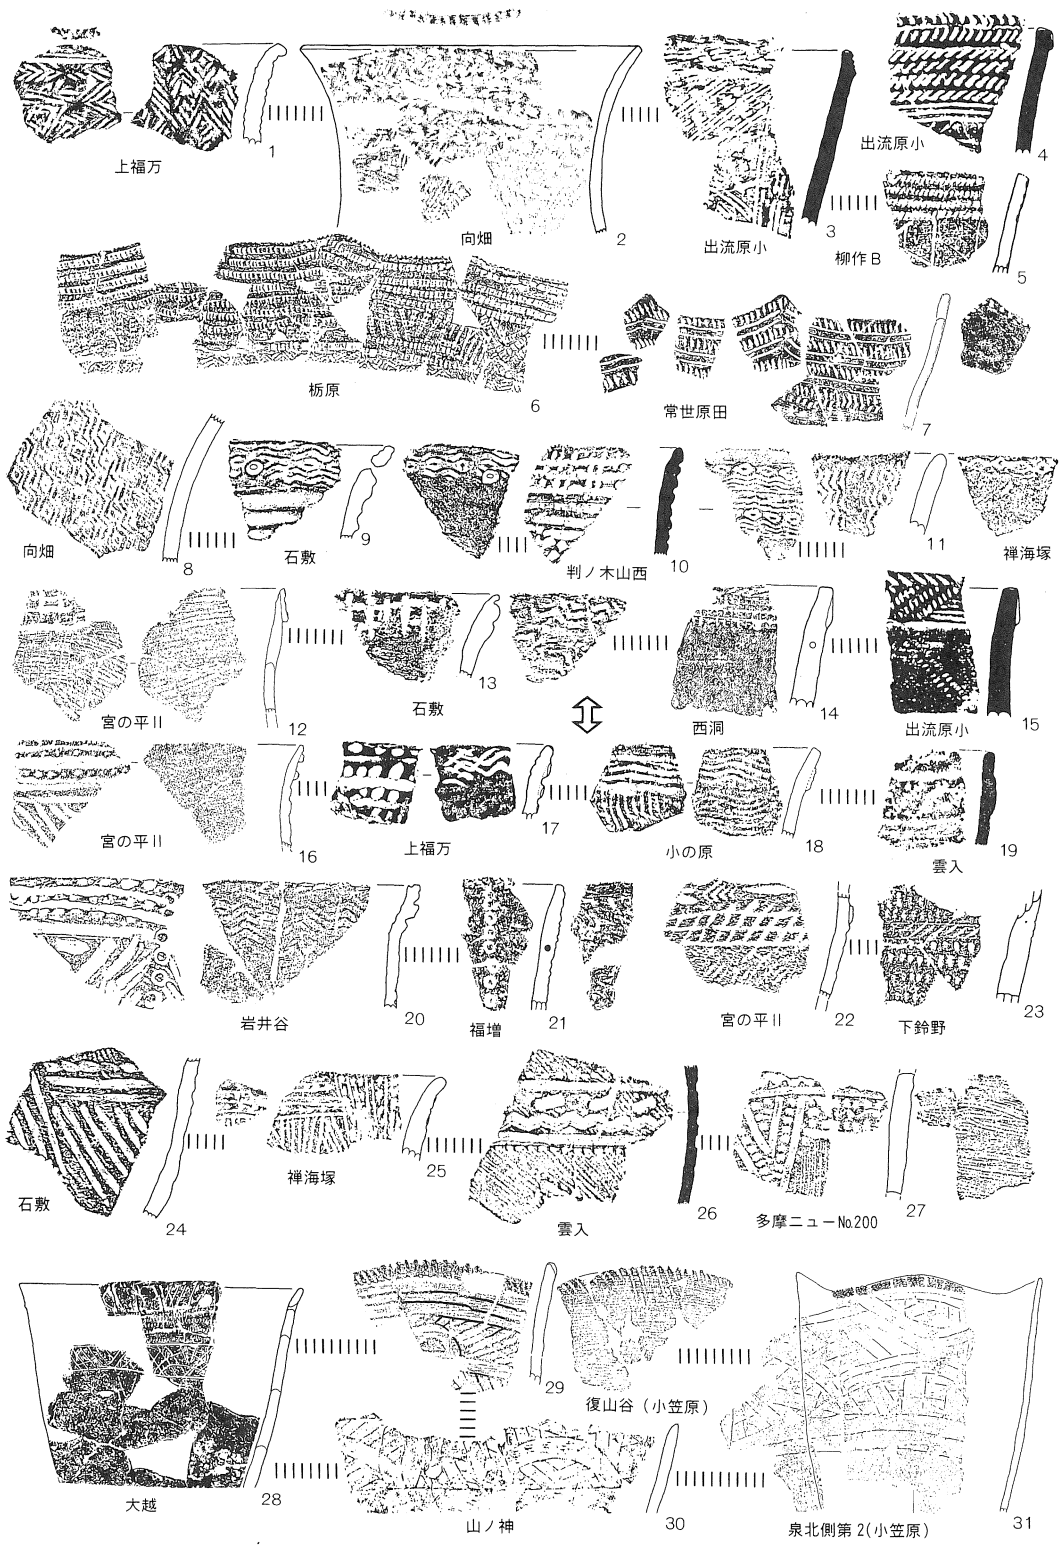 1
上福万
2
向畑
3
出流原小
4
出流原小
5
柳作B
6
栃原
7
常世原田
8
向畑
9
石敷
10
判ノ木山西
11
禅海塚
12
宮の平II
13
石敷
14
西洞
15
出流原小
16
宮の平II
17
上福万
18
小の原
19
雲入
20
岩井谷
21
福増
22
宮の平II
23
下鈴野
24
石敷
25
禅海塚
26
雲入
27
多摩ニューNo.200
28
大越
29
復山谷(小笠原)
30
山ノ神
31
泉北側第2(小笠原)